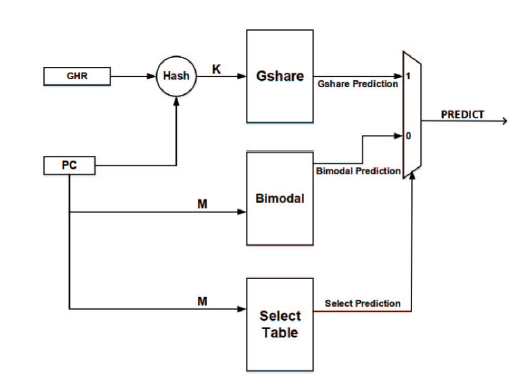 GHR
Hash
K
Gshare
Gshare Prediction
1
PREDICT
0
PC
Bimodal Prediction
M
Bimodal
M
Select Prediction
Select
Table